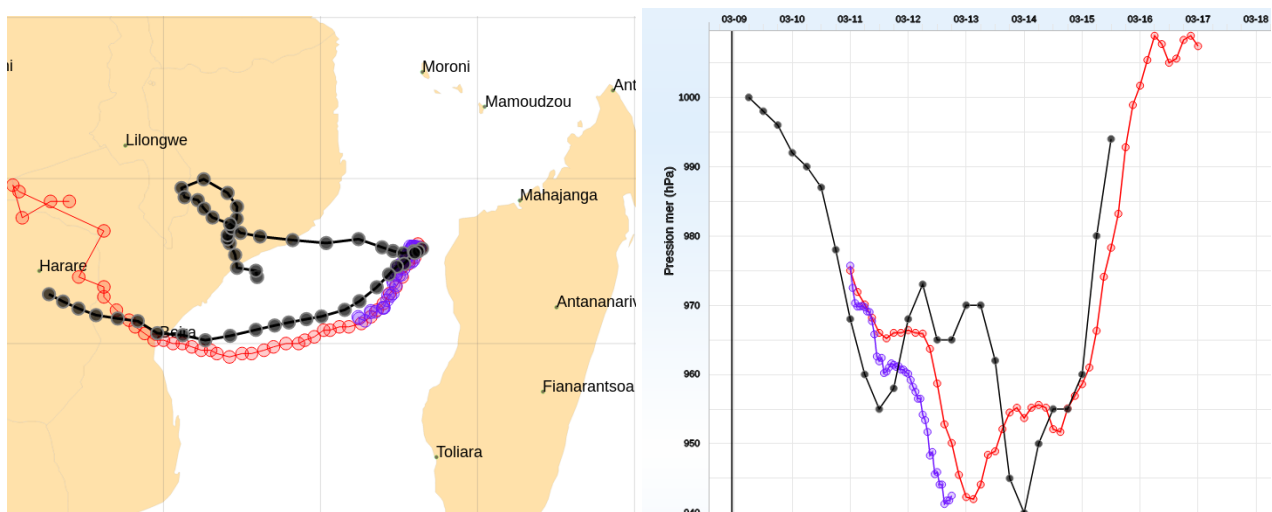 ni
Moroni
Mamoudzou
Ant
Lilongwe
Mahajanga
Harare
Beira
Antananariv
Fianarantsoa
Toliara
03-09 03-10 03-11 03-12 03-13 03-14 03-15 03-16 03-17 03-18
Pression mer (hPa)
1000
990
980
970
960
950
940